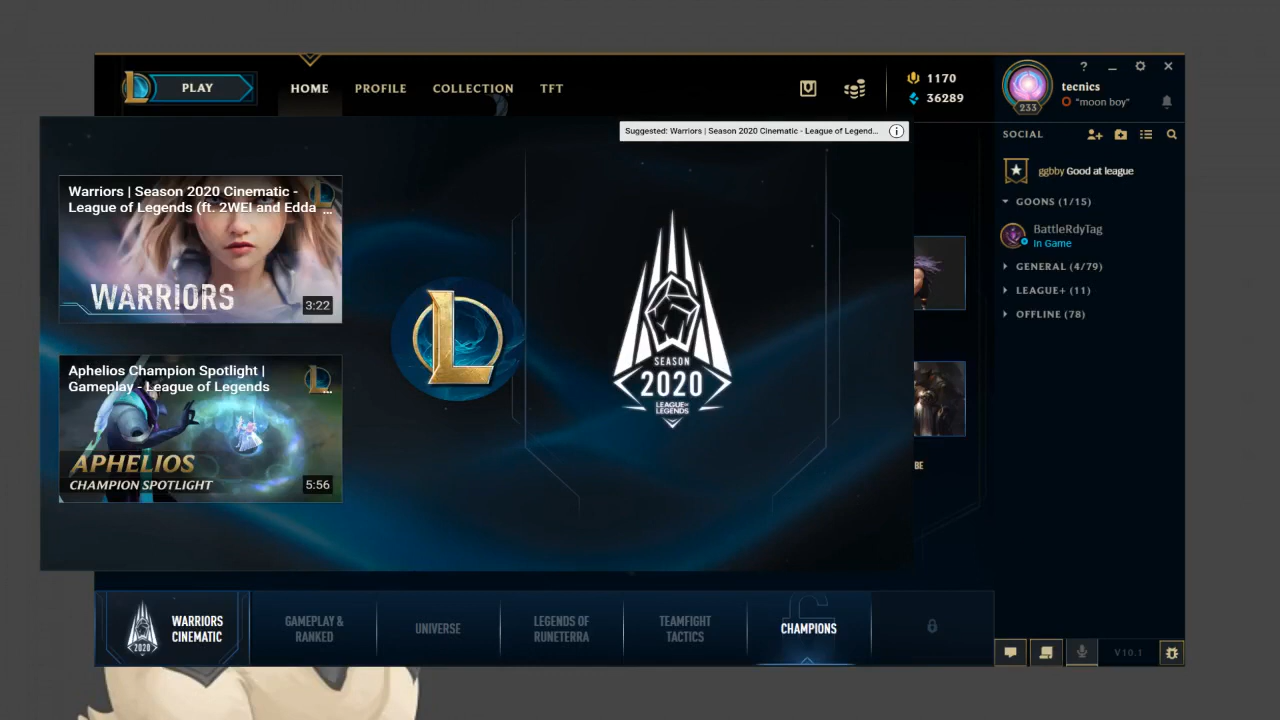 PLAY
HOME
PROFILE
COLLECTION
TFT
1170
36289
?
233
tecnics
"moon boy"
SOCIAL
ggbby Good at league
GOONS (1/15)
BattleRdyTag
In Game
GENERAL (4/79)
LEAGUE+ (11)
OFFLINE (78)
Suggested: Warriors | Season 2020 Cinematic - League of Legend...
Warriors | Season 2020 Cinematic -
League of Legends (ft. 2WEI and Edda ...
WARRIORS
3:22
Aphelios Champion Spotlight |
Gameplay - League of Legends
...
APHELIOS
CHAMPION SPOTLIGHT
5:56
L
SEASON
2020
LEAGUE OF
LEGENDS
BE
2020
WARRIORS
CINEMATIC
GAMEPLAY &
RANKED
UNIVERSE
LEGENDS OF
RUNETERRA
TEAMFIGHT
TACTICS
CHAMPIONS
V10.1